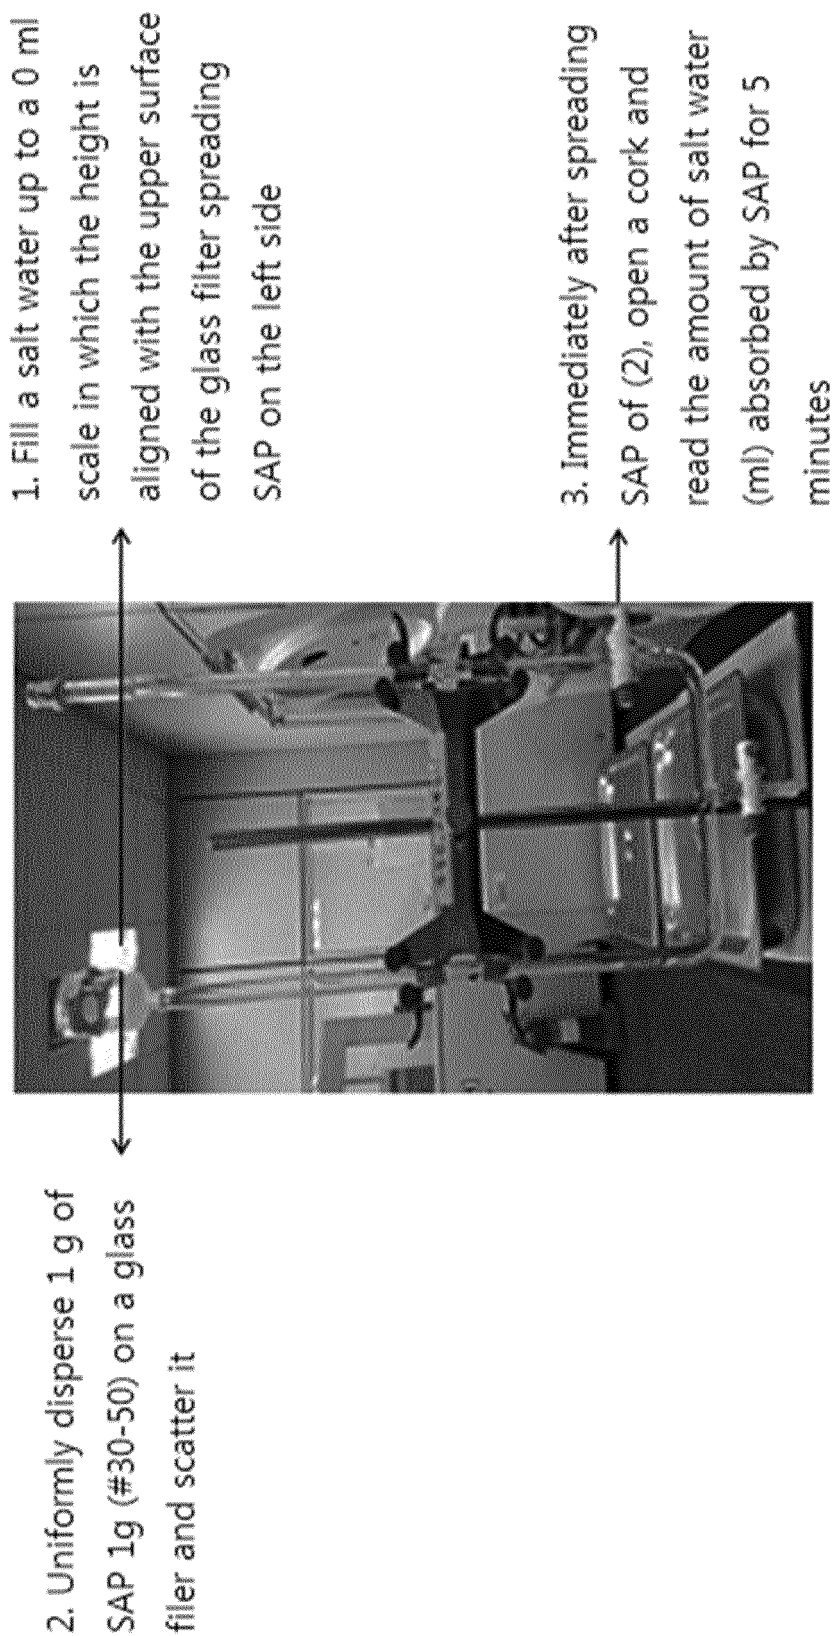 1. Fill a salt water up to a 0 ml
scale in which the height is
aligned with the upper surface
of the glass filter spreading
SAP on the left side
2. Uniformly disperse 1 g of
SAP 1g (#30-50) on a glass
filer and scatter it
3. Immediately after spreading
SAP of (2), open a cork and
read the amount of salt water
(ml) absorbed by SAP for 5
minutes